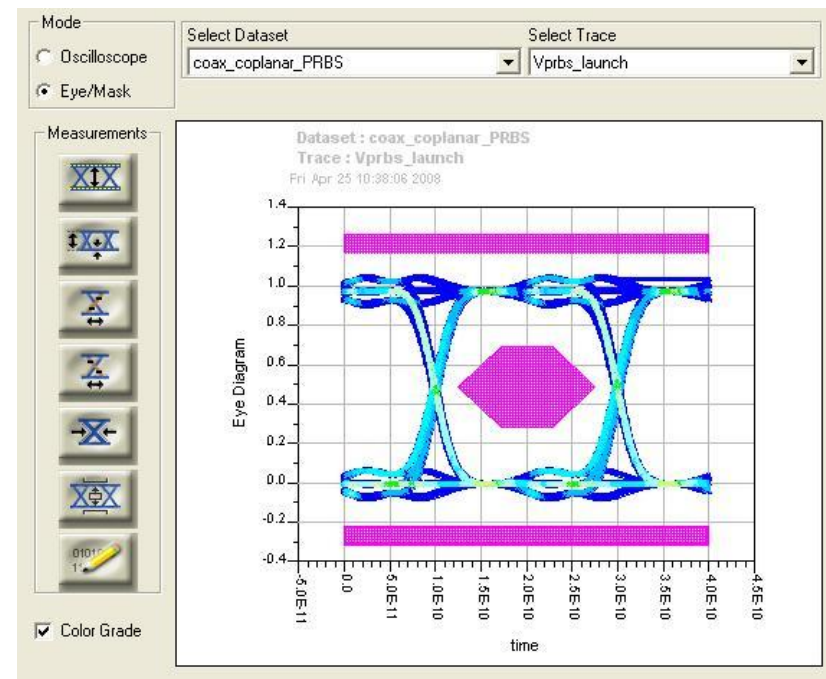 Mode
Oscilloscope
Eye/Mask
Select Dataset
coax_coplanar_PRBS
Select Trace
Vprbs_launch
Measurements
Dataset : coax_coplanar_PRBS
Trace : Vprbs_launch
Fri Apr 25 10:38:06 2008
1.4
1.2
1.0
0.8
0.6
0.4
0.2
0.0
-0.2
-0.4
Eye Diagram
-5.0E-11
0.0
5.0E-11
1.0E-10
1.5E-10
2.0E-10
2.5E-10
3.0E-10
3.5E-10
4.0E-10
4.5E-10
time
Color Grade